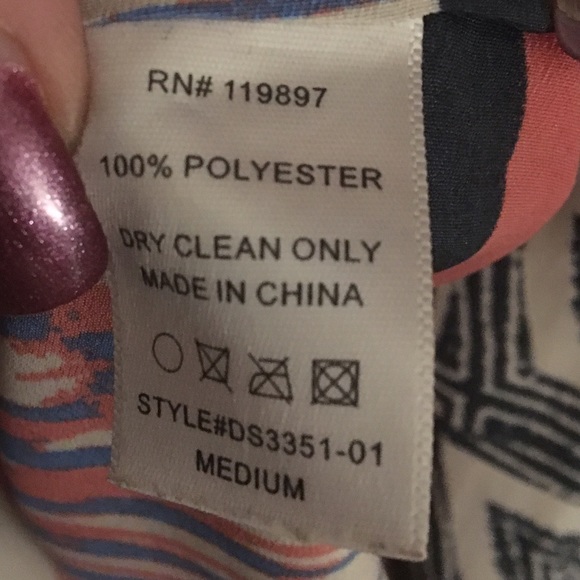 RN# 119897
100% POLYESTER
DRY CLEAN ONLY
MADE IN CHINA
STYLE#DS3351-01
MEDIUM